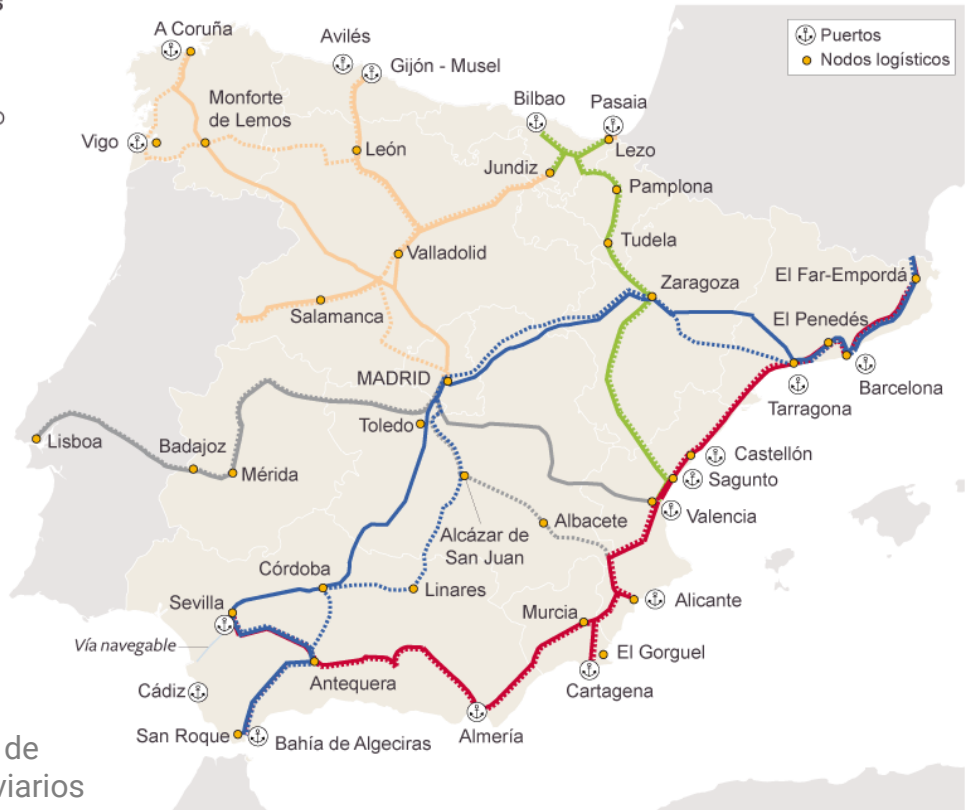 s
o
Puertos
Nodos logísticos
A Coruña
Avilés
Gijón - Musel
Bilbao
Pasaia
Monforte
de Lemos
Vigo
León
Lezo
Jundiz
Pamplona
Tudela
Valladolid
El Far-Empordá
Zaragoza
Salamanca
El Penedés
MADRID
Barcelona
Tarragona
Toledo
Lisboa
Badajoz
Mérida
Castellón
Sagunto
Valencia
Albacete
Alcázar de
San Juan
Córdoba
Linares
Sevilla
Alicante
Murcia
Vía navegable
El Gorguel
Antequera
Cádiz
Cartagena
San Roque
Bahía de Algeciras
Almería
de
viarios